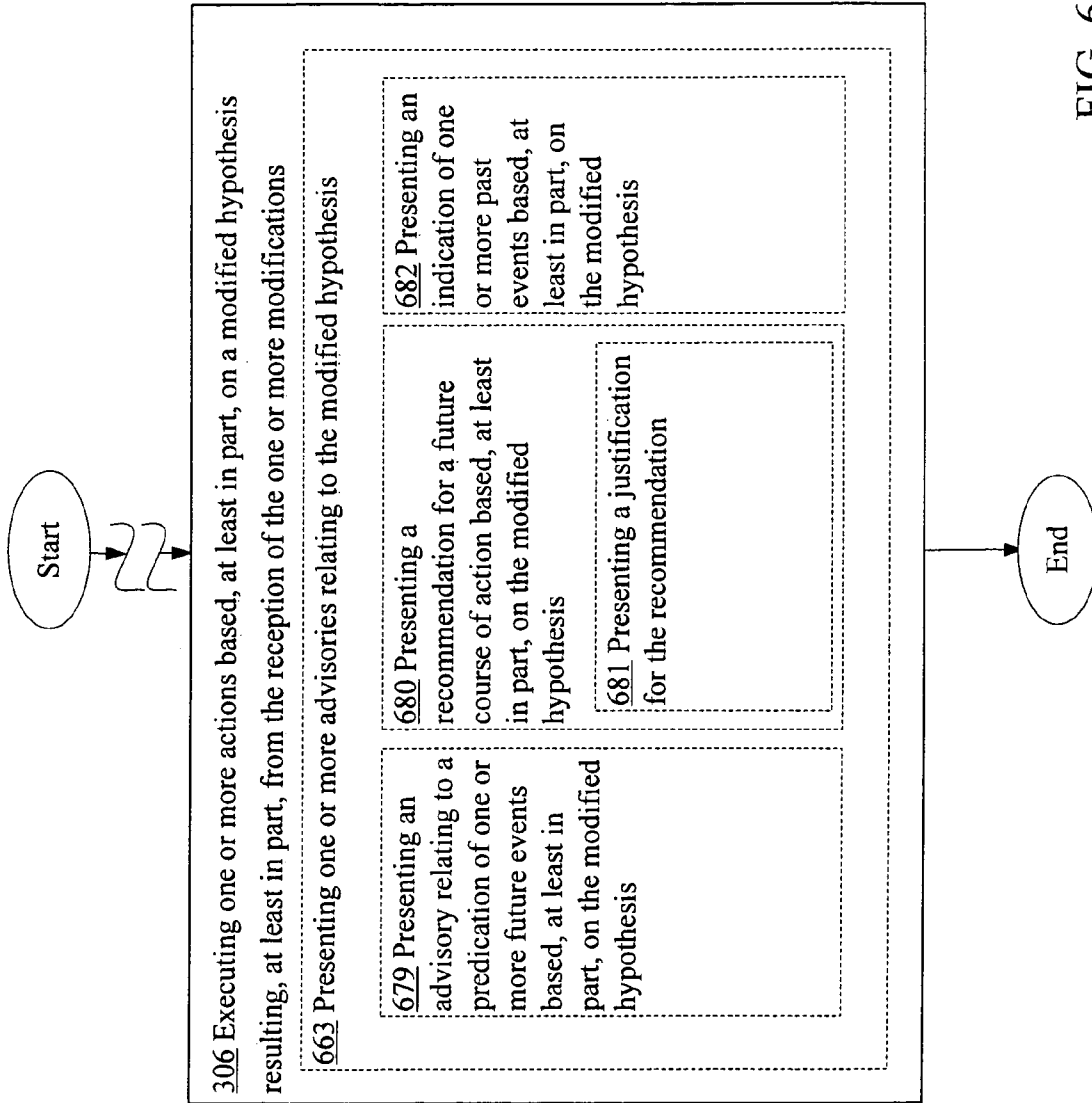 Start
306 Executing one or more actions based, at least in part, on a modified hypothesis
resulting, at least in part, from the reception of the one or more modifications
663 Presenting one or more advisories relating to the modified hypothesis
679 Presenting an
advisory relating to a
predication of one or
more future events
based, at least in
part, on the modified
hypothesis
680 Presenting a
recommendation for a future
course of action based, at least
in part, on the modified
hypothesis
681 Presenting a justification
for the recommendation
682 Presenting an
indication of one
or more past
events based, at
least in part, on
the modified
hypothesis
End
FIG. 6